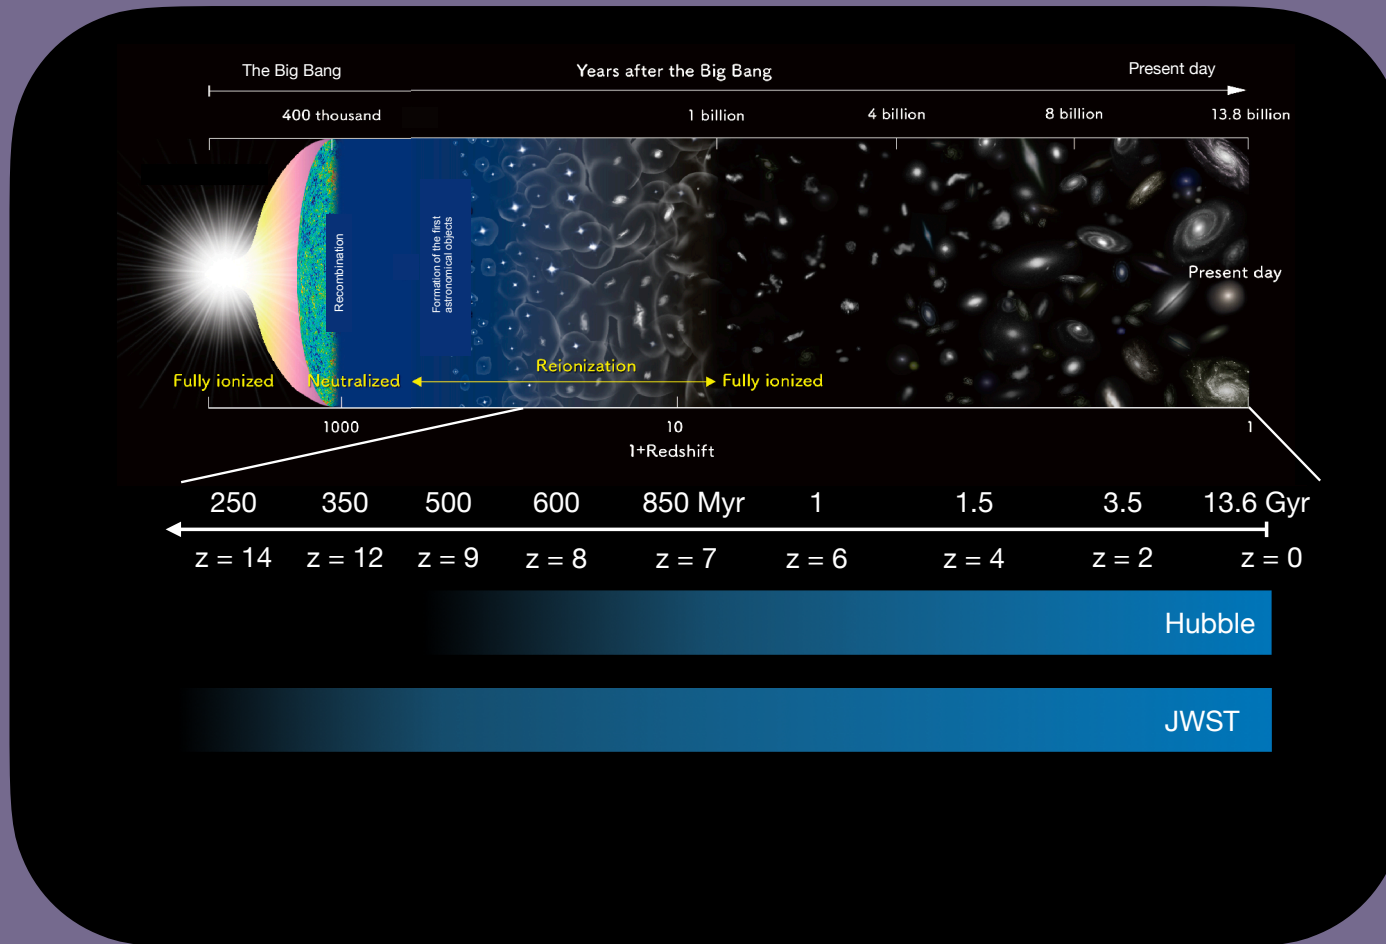 The Big Bang
Years after the Big Bang
Present day
400 thousand
1 billion
4 billion
8 billion
13.8 billion
Recombination
Formation of the first
astronomical objects
Present day
Reionization
Fully ionized
Neutralized
Fully ionized
1000
10
1
1+Redshift
250 350 500 600 850 Myr 1 1.5 3.5 13.6 Gyr
z = 14 z = 12 z = 9 z = 8 z = 7 z = 6 z = 4 z = 2 z = 0
Hubble
JWST